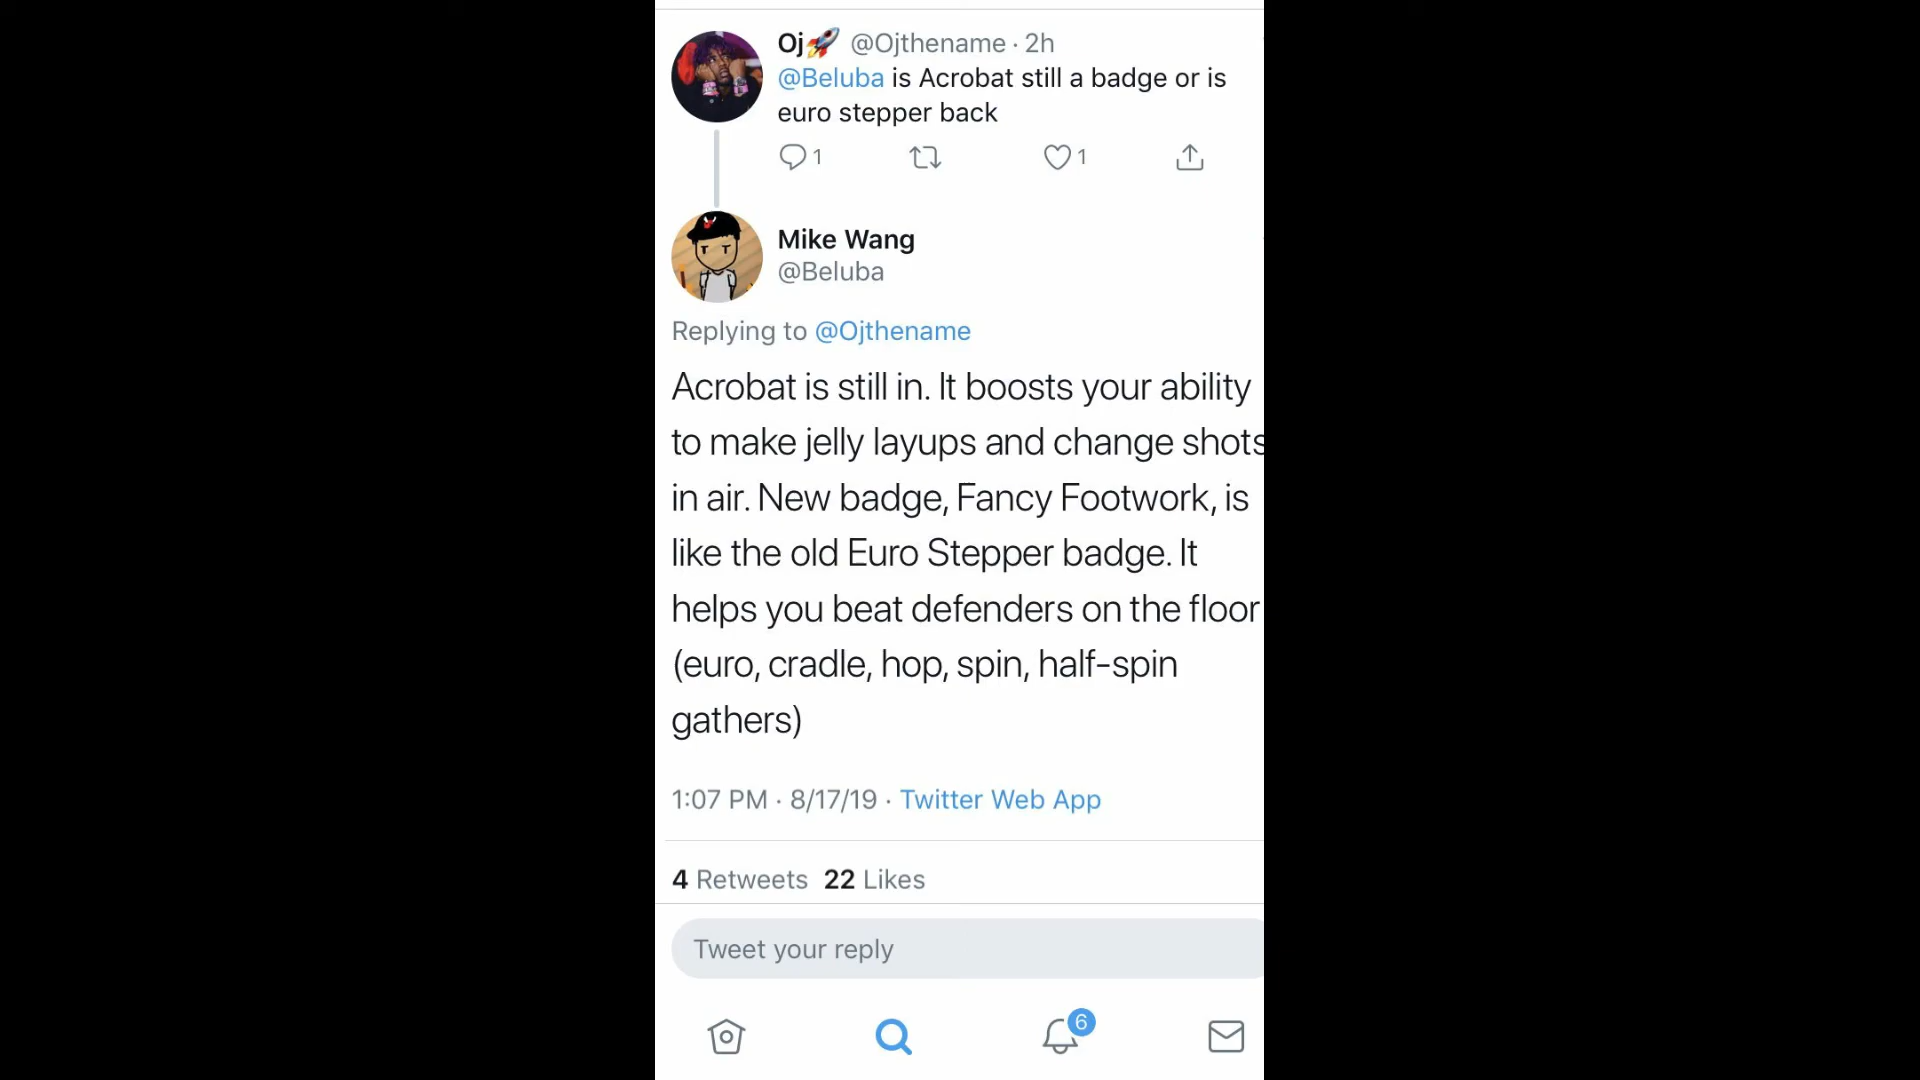 Oj🚀 @Ojthename · 2h
@Beluba is Acrobat still a badge or is
euro stepper back
1 1
Mike Wang
@Beluba
Replying to @Ojthename
Acrobat is still in. It boosts your ability
to make jelly layups and change shots
in air. New badge, Fancy Footwork, is
like the old Euro Stepper badge. It
helps you beat defenders on the floor
(euro, cradle, hop, spin, half-spin
gathers)
1:07 PM · 8/17/19 · Twitter Web App
4 Retweets 22 Likes
Tweet your reply
6